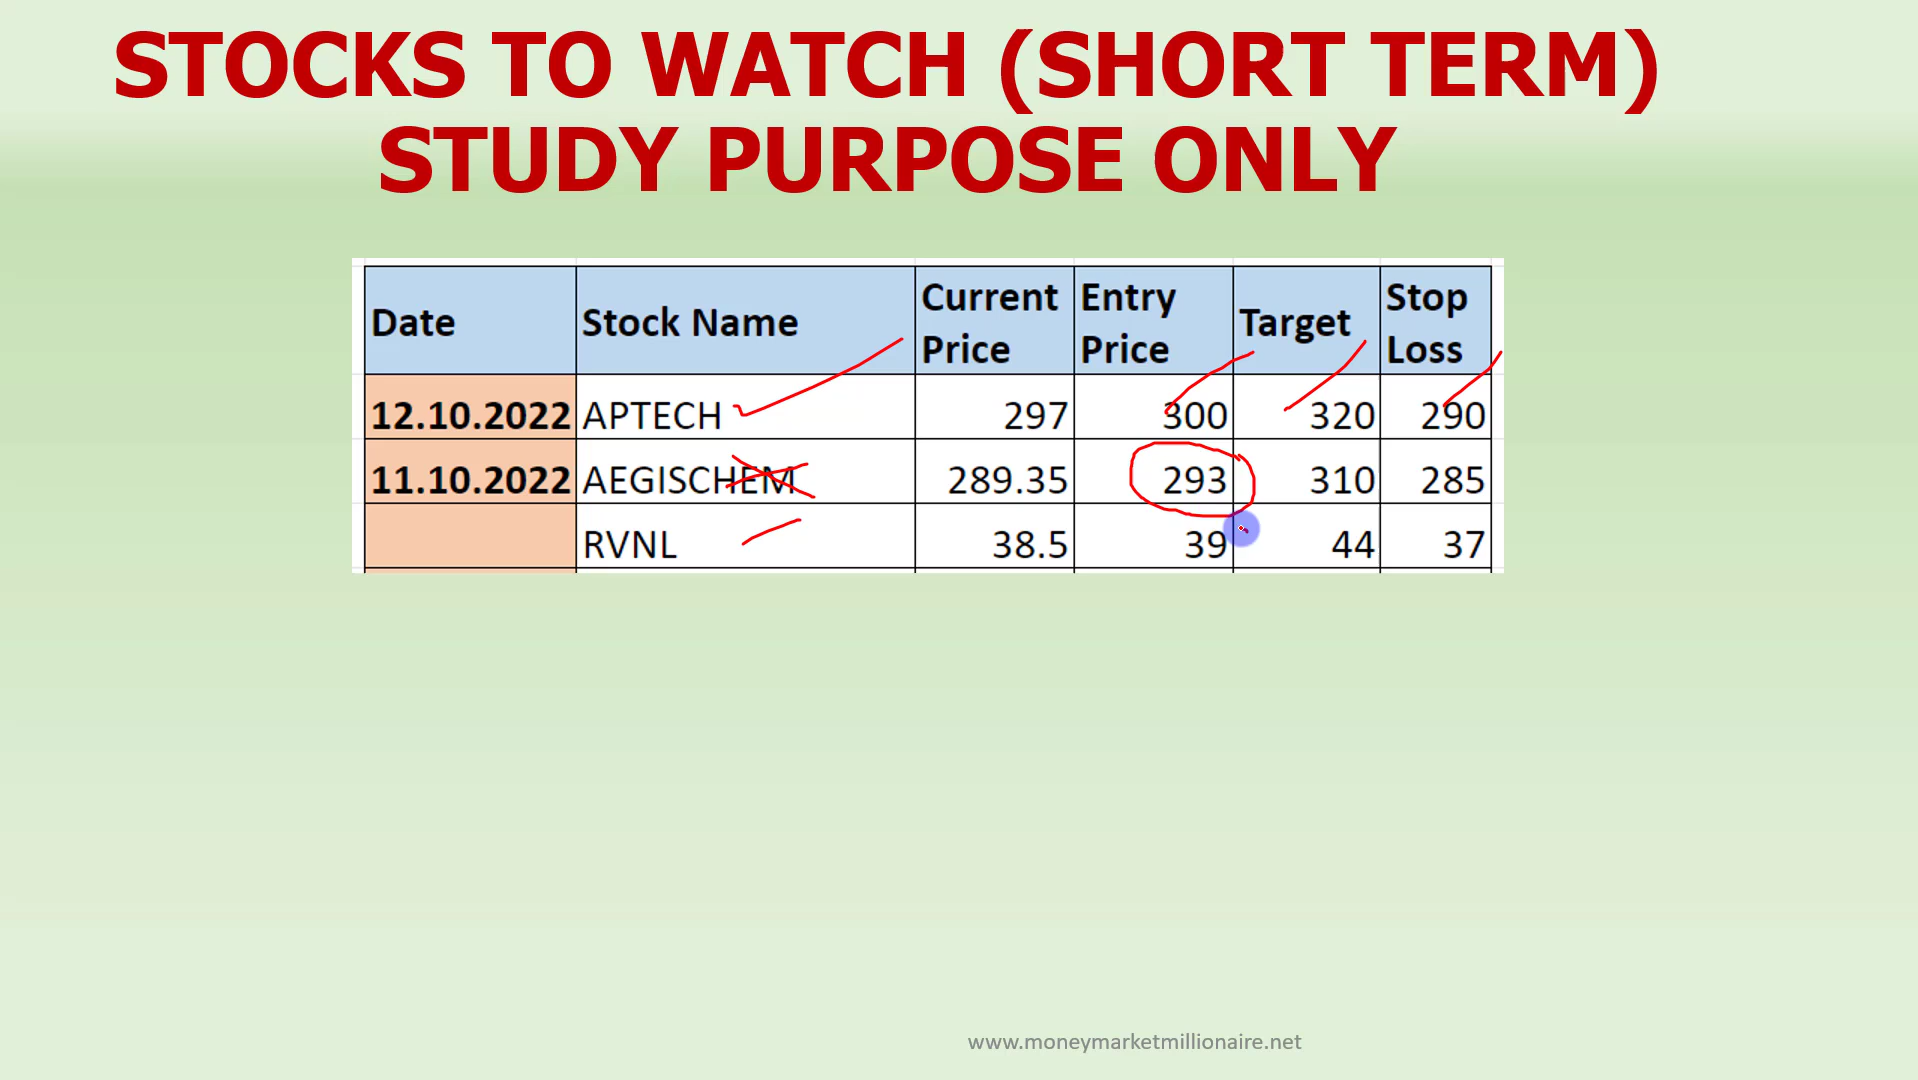 STOCKS TO WATCH (SHORT TERM)
STUDY PURPOSE ONLY
Date Stock Name Current Price Entry Price Target Stop Loss
12.10.2022 APTECH 297 300 320 290
11.10.2022 AEGISCHEM 289.35 293 310 285
RVNL 38.5 39 44 37
www.moneymarketmillionaire.net